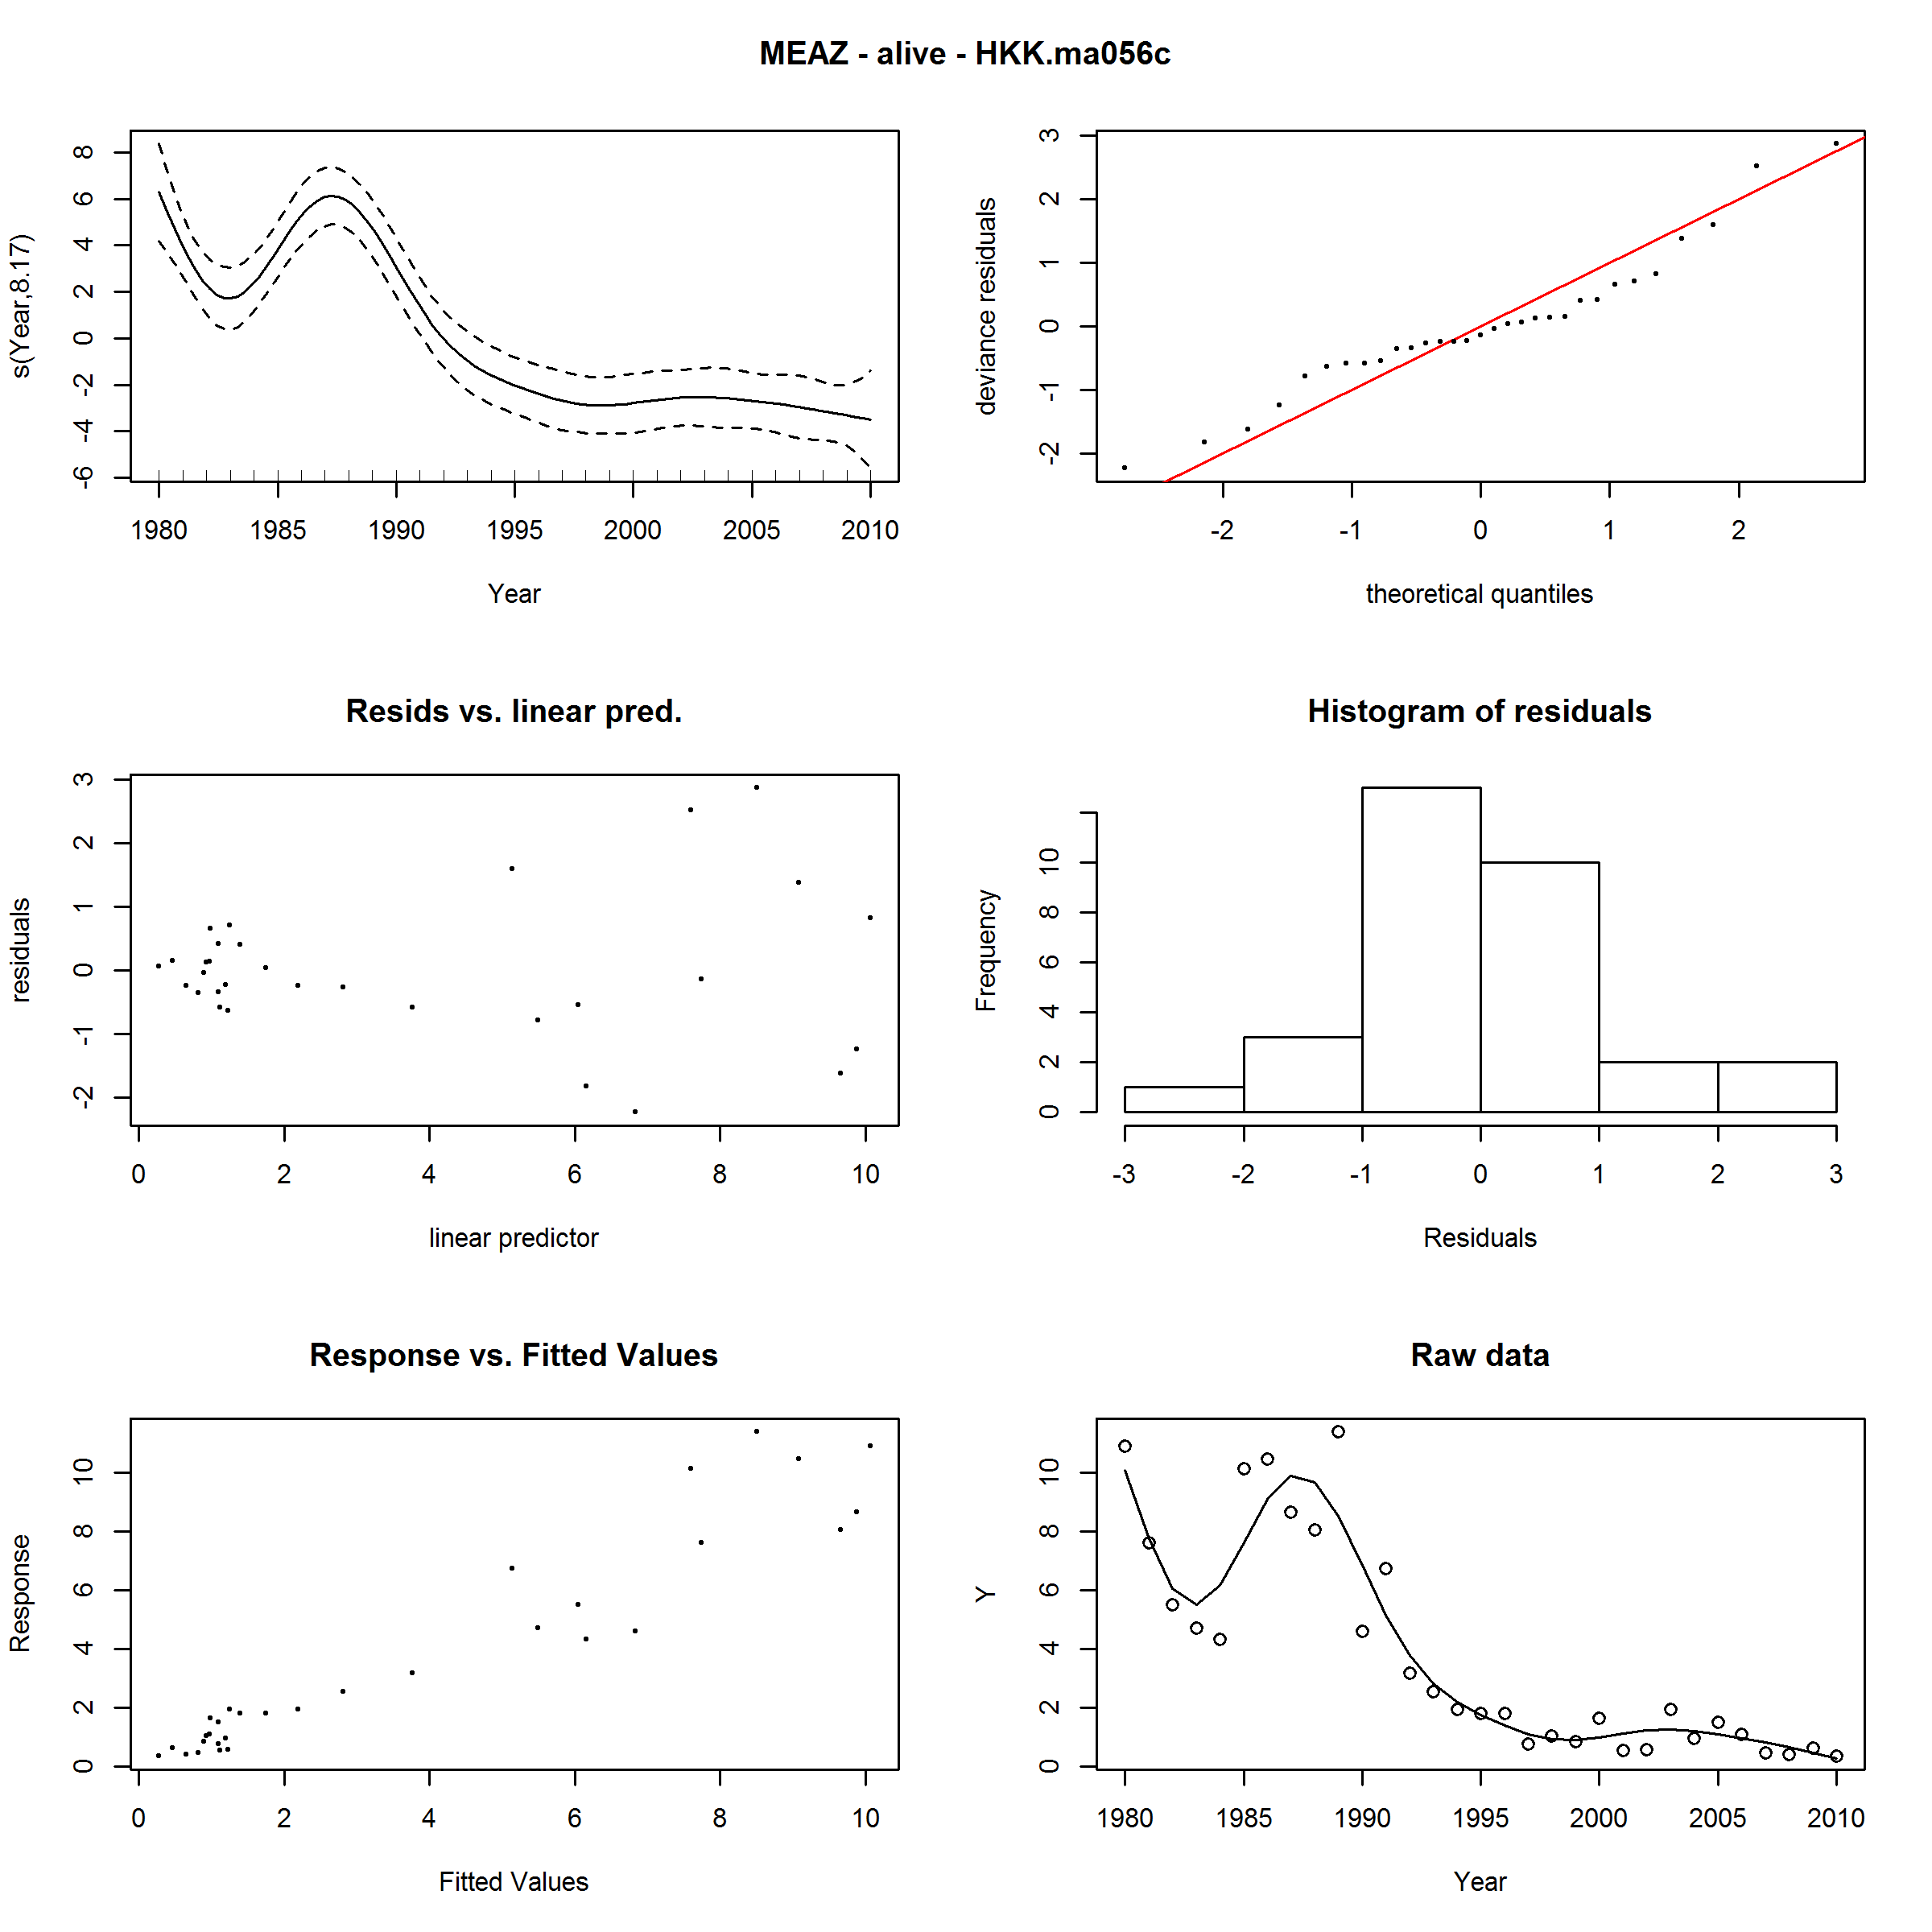 MEAZ - alive - HKK.ma056c
s(Year,8.17)
8
6
4
2
0
-2
-4
-6
1980 1985 1990 1995 2000 2005 2010
Year
deviance residuals
3
2
1
0
-1
-2
-2 -1 0 1 2
theoretical quantiles
Resids vs. linear pred.
residuals
3
2
1
0
-1
-2
0 2 4 6 8 10
linear predictor
Histogram of residuals
Frequency
10
8
6
4
2
0
-3 -2 -1 0 1 2 3
Residuals
Response vs. Fitted Values
Response
10
8
6
4
2
0
0 2 4 6 8 10
Fitted Values
Raw data
Y
10
8
6
4
2
0
1980 1985 1990 1995 2000 2005 2010
Year